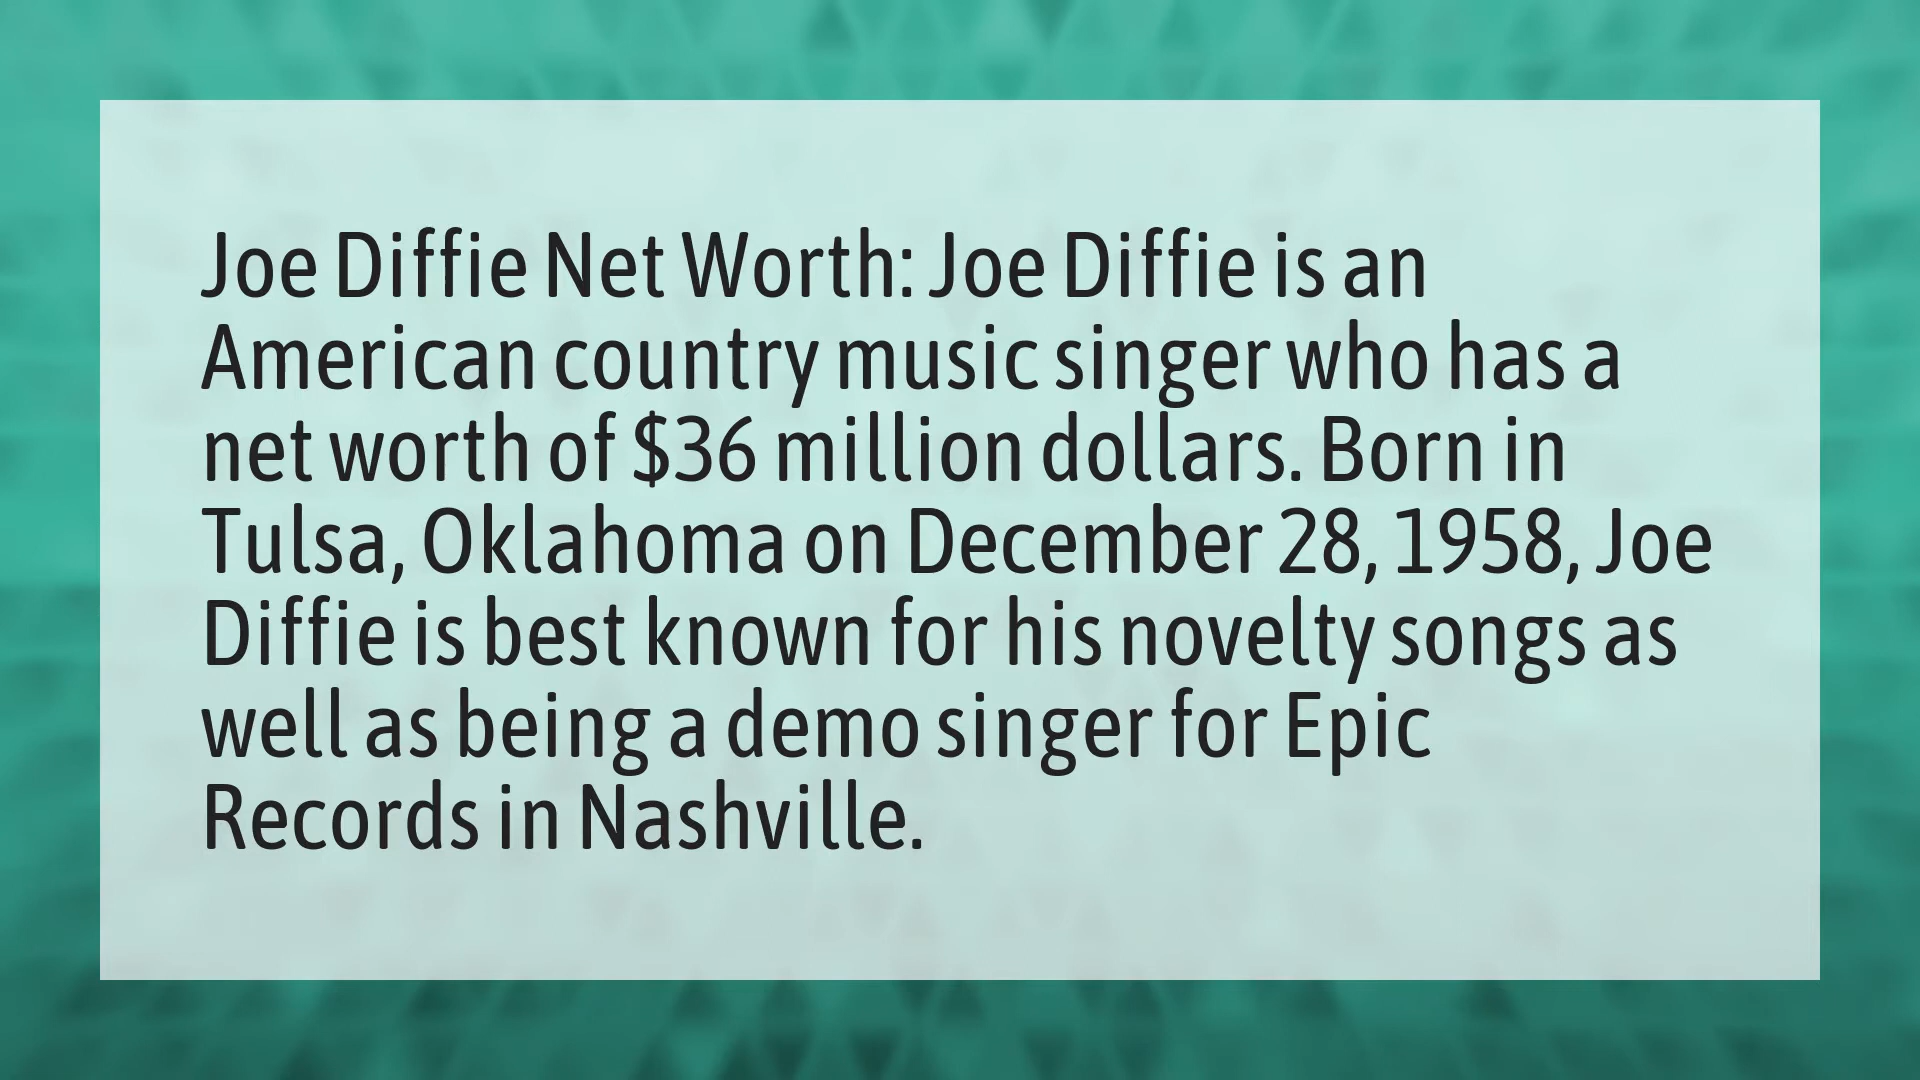 Joe Diffie Net Worth: Joe Diffie is an
American country music singer who has a
net worth of $36 million dollars. Born in
Tulsa, Oklahoma on December 28, 1958, Joe
Diffie is best known for his novelty songs as
well as being a demo singer for Epic
Records in Nashville.